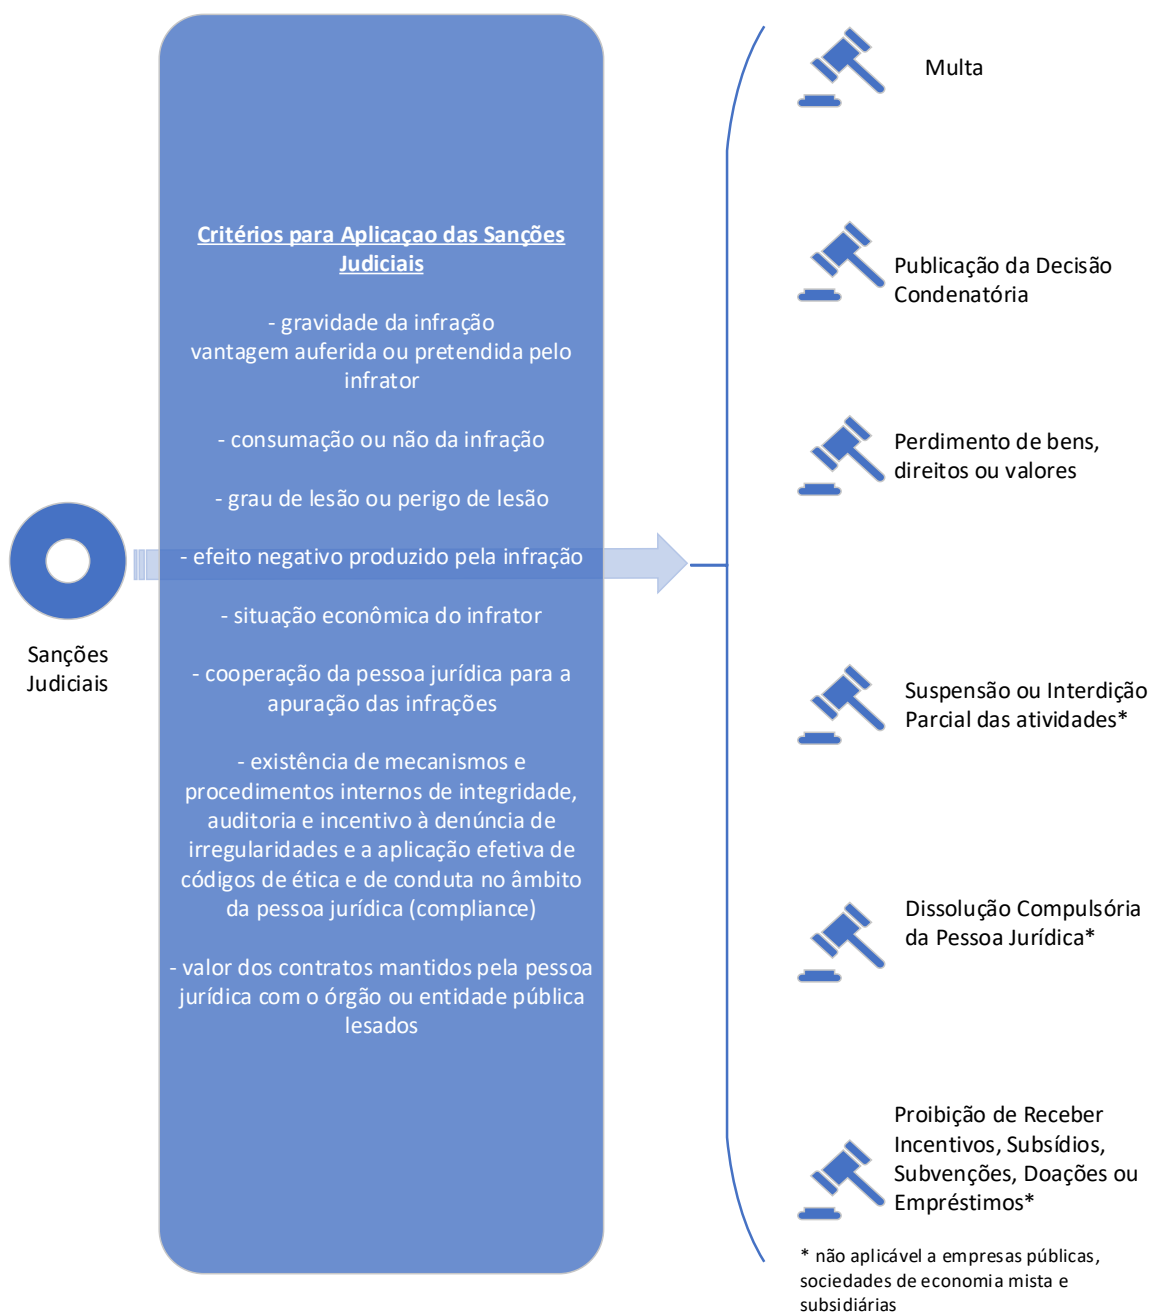 Sanções
Judiciais
Critérios para Aplicaçao das Sanções
Judiciais
- gravidade da infração
vantagem auferida ou pretendida pelo
infrator
- consumação ou não da infração
- grau de lesão ou perigo de lesão
- efeito negativo produzido pela infração
- situação econômica do infrator
- cooperação da pessoa jurídica para a
apuração das infrações
- existência de mecanismos e
procedimentos internos de integridade,
auditoria e incentivo à denúncia de
irregularidades e a aplicação efetiva de
códigos de ética e de conduta no âmbito
da pessoa jurídica (compliance)
- valor dos contratos mantidos pela pessoa
jurídica com o órgão ou entidade pública
lesados
Multa
Publicação da Decisão
Condenatória
Perdimento de bens,
direitos ou valores
Suspensão ou Interdição
Parcial das atividades*
Dissolução Compulsória
da Pessoa Jurídica*
Proibição de Receber
Incentivos, Subsídios,
Subvenções, Doações ou
Empréstimos*
* não aplicável a empresas públicas,
sociedades de economia mista e
subsidiárias